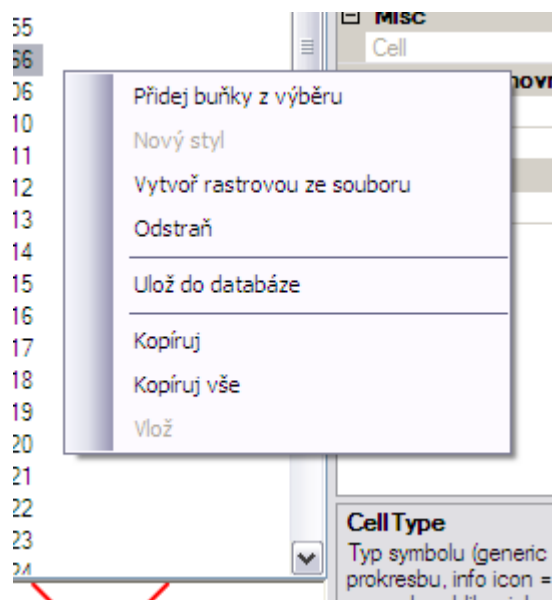 55
Misc
66
Cell
06
Přidej buňky z výběru
10
Nový styl
11
12
Vytvoř rastrovou ze souboru
13
Odstraň
14
15
Ulož do databáze
16
17
Kopíruj
18
Kopíruj vše
19
20
Vlož
21
22
23
CellType
24
Typ symbolu (generic
prokresbu, info icon =